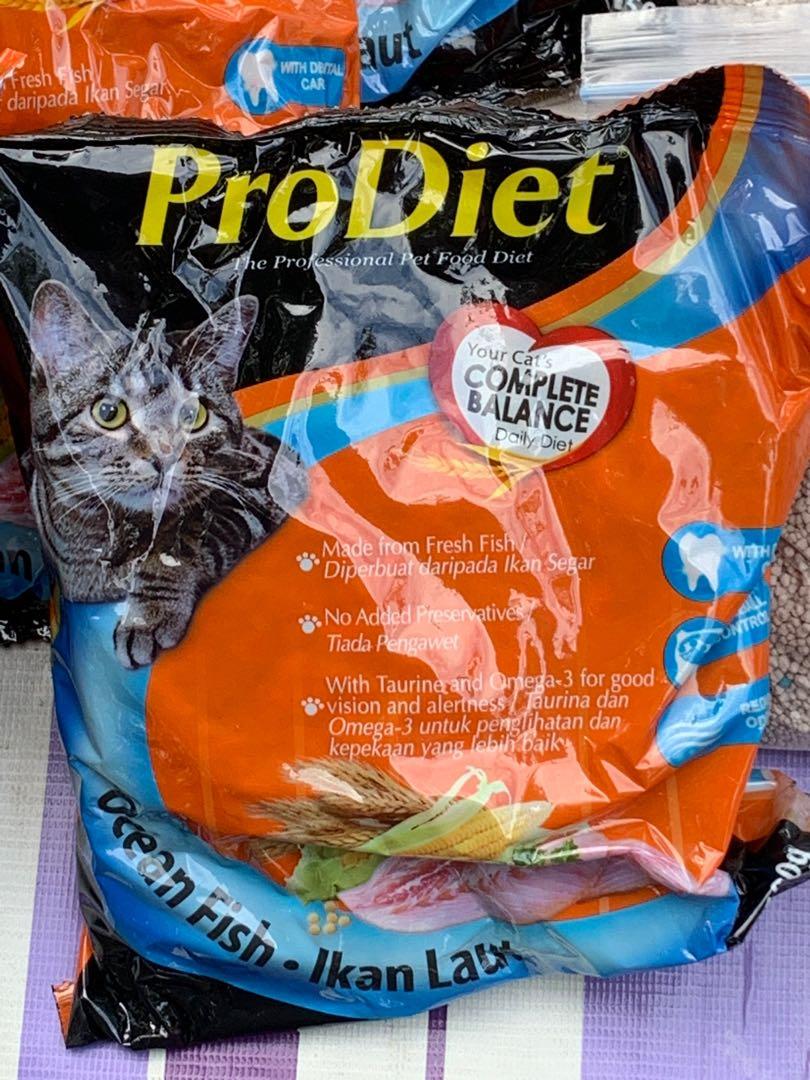 Fresh Fish/
daripada Ikan Segar
WITH DENTAL
CAR
aut
ProDiet
The Professional Pet Food Diet
Your Cat's
COMPLETE
BALANCE
Daily Diet
Made from Fresh Fish/
Diperbuat daripada Ikan Segar
No Added Preservatives/
Tiada Pengawet
With Taurine and Omega-3 for good
vision and alertness/ Taurina dan
Omega-3 untuk penglihatan dan
kepekaan yang lebih baik
WITH
Ocean Fish • Ikan Laut